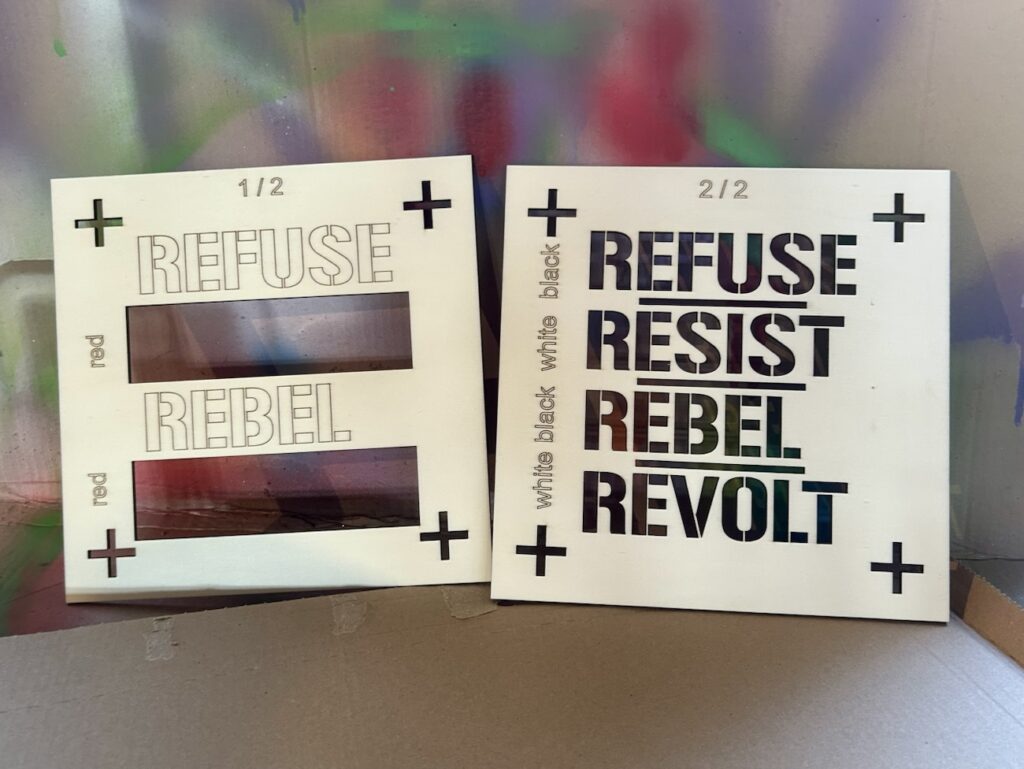 1/2
REFUSE
red
REBEL
red
2/2
white black white black
REFUSE
RESIST
REBEL
REVOLT